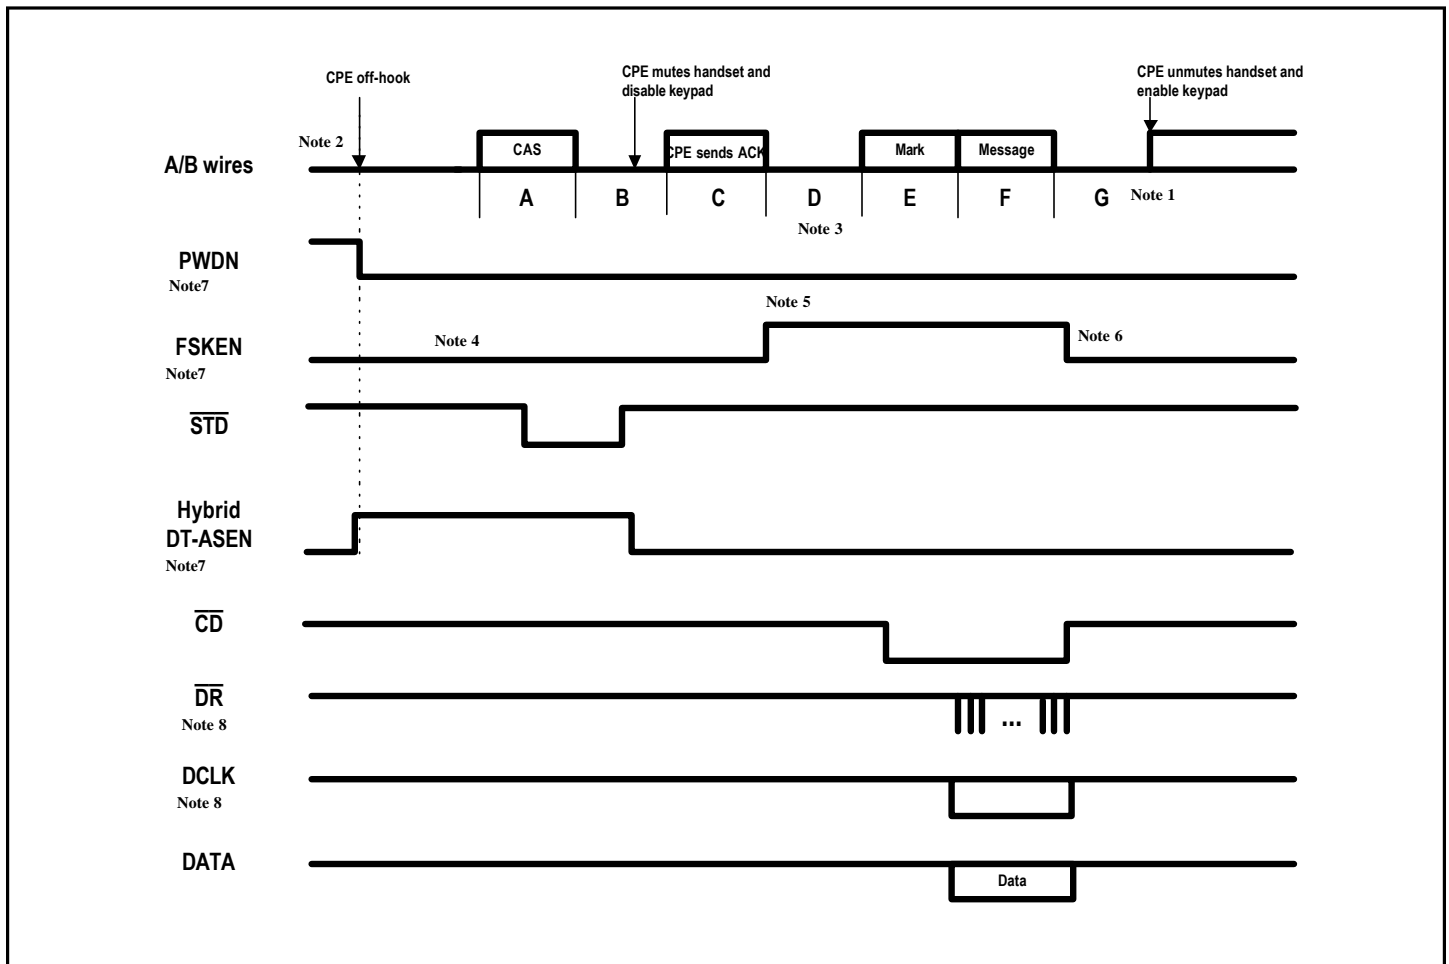 CPE off-hook
CPE mutes handset and
disable keypad
CPE unmutes handset and
enable keypad
Note 2
A/B wires
CAS
CPE sends ACK
Mark
Message
A
B
C
D
E
F
G
Note 1
Note 3
PWDN
Note7
Note 5
FSKEN
Note 4
Note 6
Note7
STD
Hybrid
DT-ASEN
Note7
CD
DR
...
Note 8
DCLK
Note 8
DATA
Data